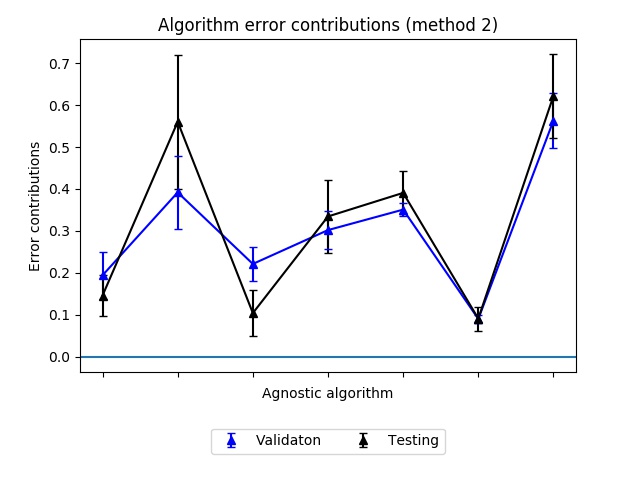 Algorithm error contributions (method 2)
0.7
0.6
0.5
0.4
0.3
0.2
0.1
0.0
Error contributions
Agnostic algorithm
Validaton Testing